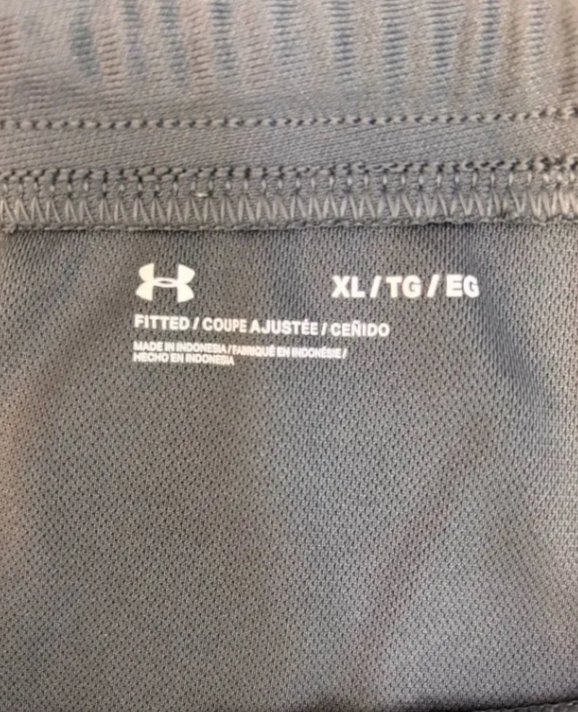 XL / TG / EG
FITTED / COUPE AJUSTÉE / CEÑIDO
MADE IN INDONESIA / FABRIQUÉ EN INDONÉSIE /
HECHO EN INDONESIA